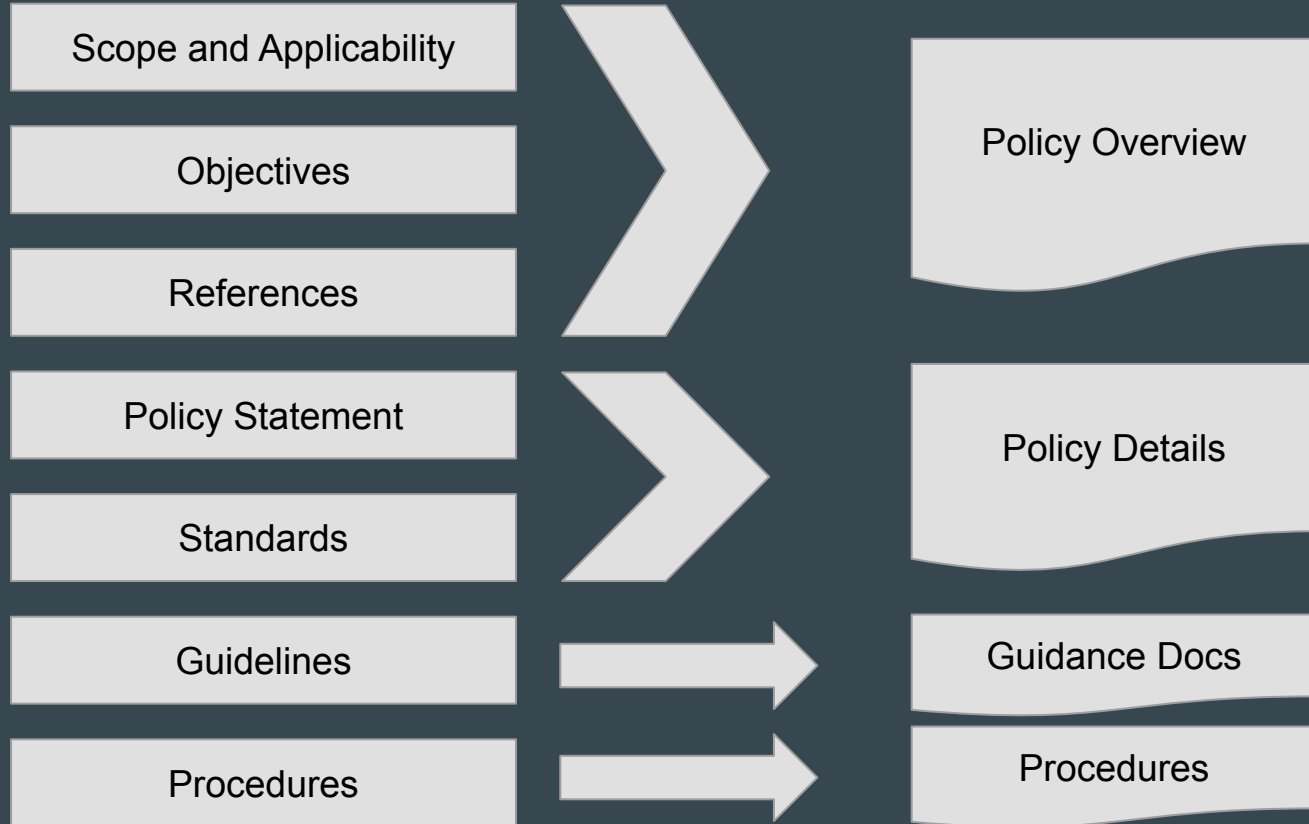 Scope and Applicability
Objectives
References
Policy Statement
Standards
Guidelines
Procedures
Policy Overview
Policy Details
Guidance Docs
Procedures